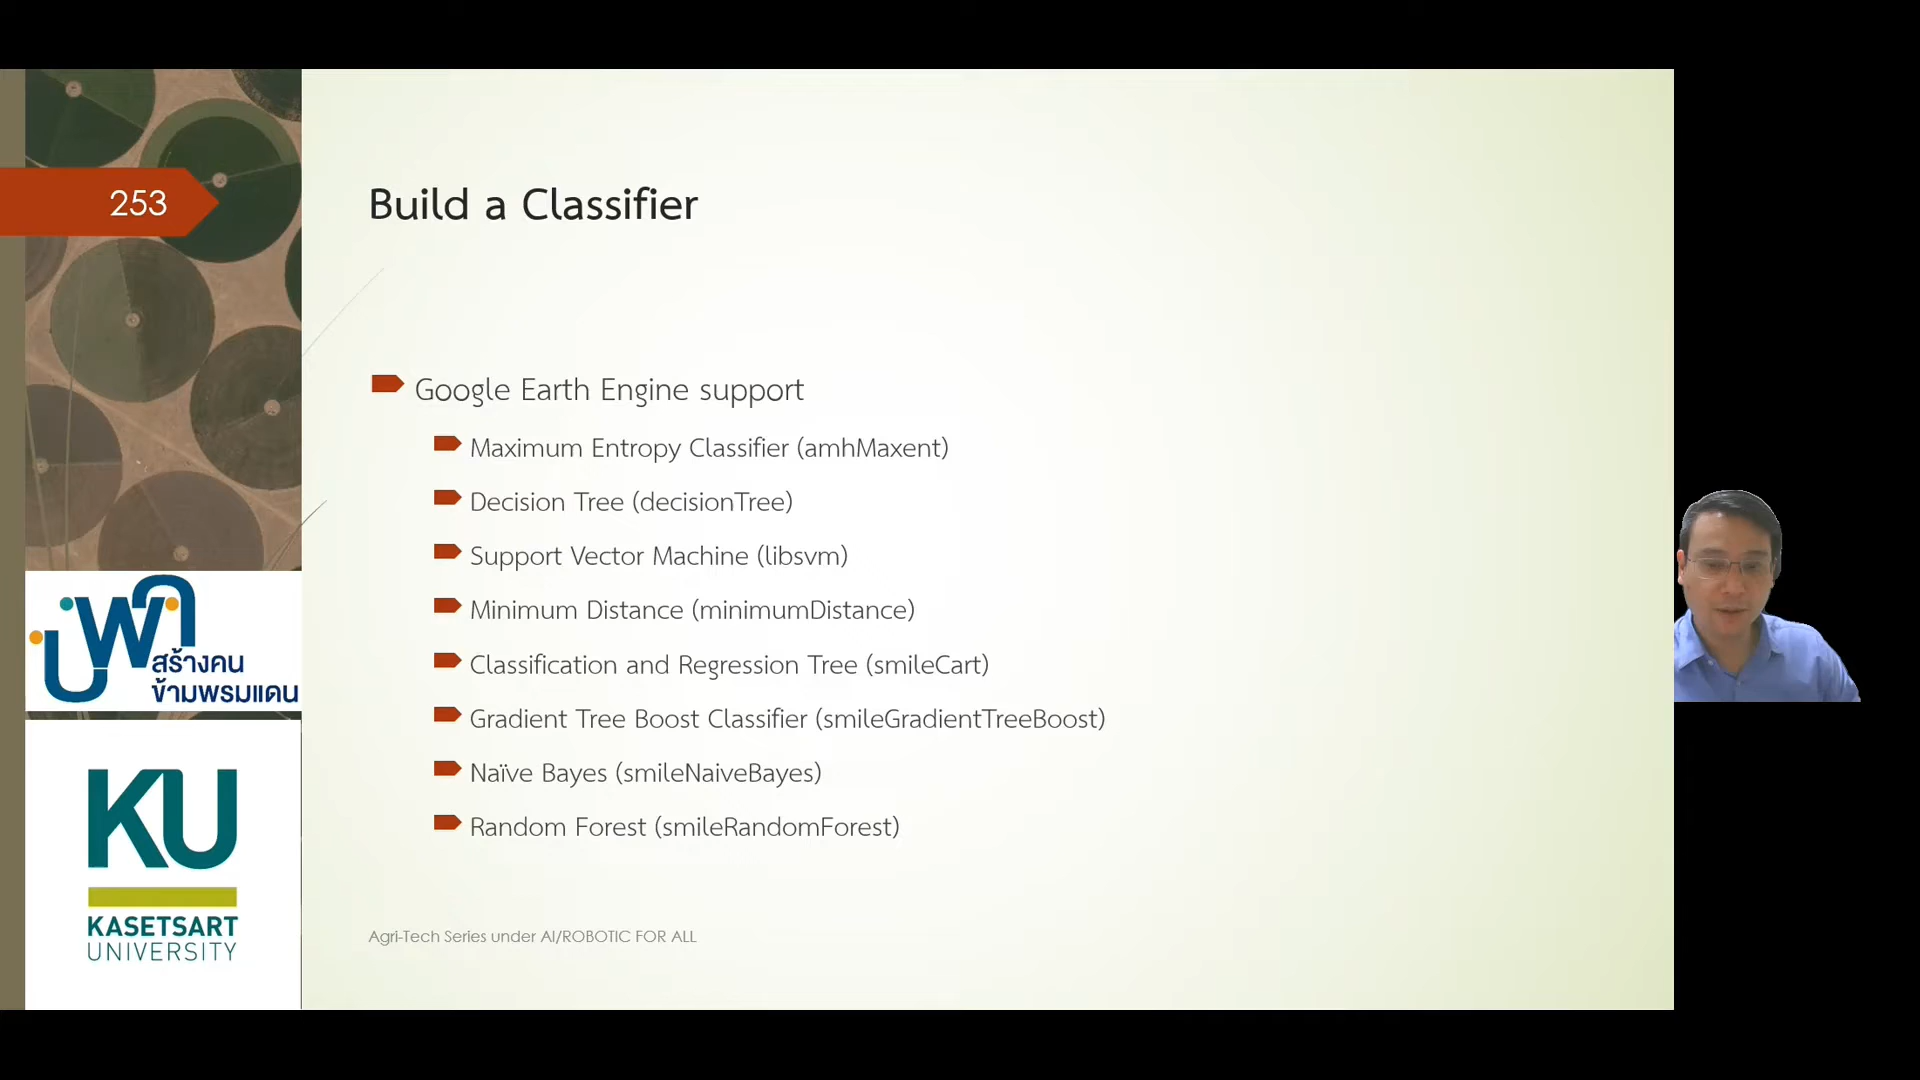 253
Build a Classifier
Google Earth Engine support
Maximum Entropy Classifier (amhMaxent)
Decision Tree (decisionTree)
Support Vector Machine (libsvm)
Minimum Distance (minimumDistance)
Classification and Regression Tree (smileCart)
Gradient Tree Boost Classifier (smileGradientTreeBoost)
Naïve Bayes (smileNaiveBayes)
Random Forest (smileRandomForest)
สร้างคน
ข้ามพรมแดน
KU
KASETSART
UNIVERSITY
Agri-Tech Series under AI/ROBOTIC FOR ALL